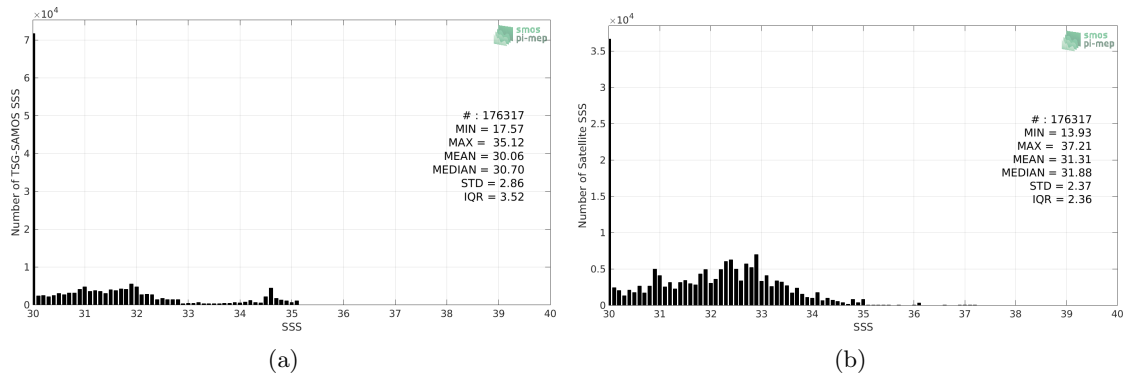 ×10⁴
7
6
5
4
3
2
1
0
Number of TSG-SAMOS SSS
30 31 32 33 34 35 36 37 38 39 40
SSS
smos
pi-mep
# : 176317
MIN = 17.57
MAX = 35.12
MEAN = 30.06
MEDIAN = 30.70
STD = 2.86
IQR = 3.52
(a)
×10⁴
3.5
3
2.5
2
1.5
1
0.5
0
Number of Satellite SSS
30 31 32 33 34 35 36 37 38 39 40
SSS
smos
pi-mep
# : 176317
MIN = 13.93
MAX = 37.21
MEAN = 31.31
MEDIAN = 31.88
STD = 2.37
IQR = 2.36
(b)